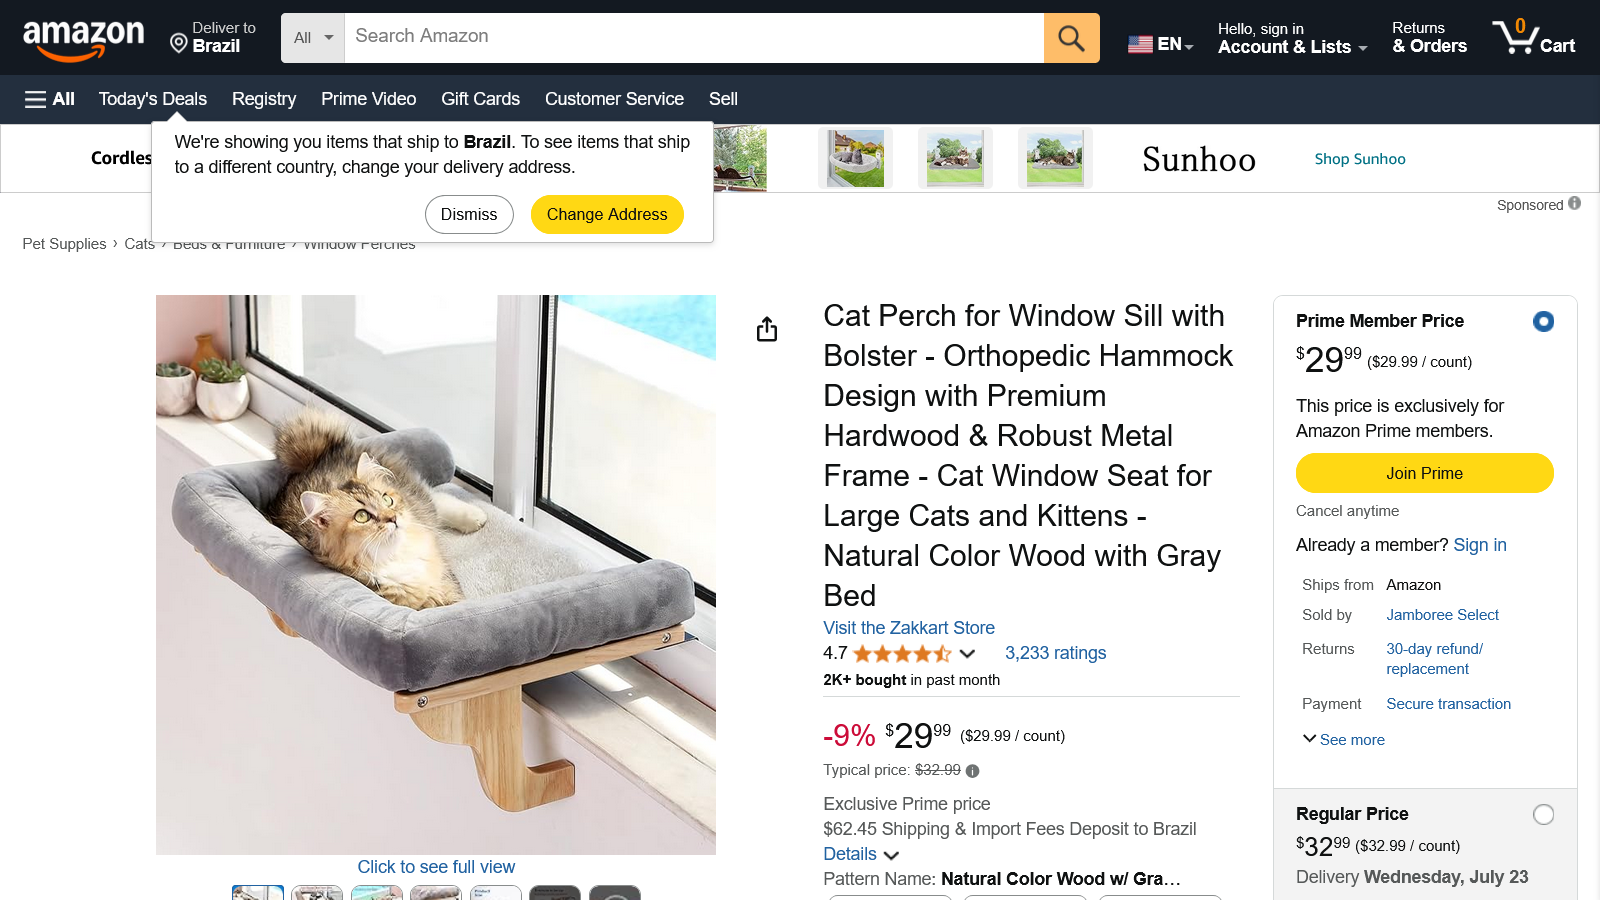 amazon
Deliver to
Brazil
All
Search Amazon
EN
Hello, sign in
Account & Lists
Returns
& Orders
0
Cart
All
Today's Deals
Registry
Prime Video
Gift Cards
Customer Service
Sell
We're showing you items that ship to Brazil. To see items that ship
to a different country, change your delivery address.
Dismiss
Change Address
Cordles
Sunhoo
Shop Sunhoo
Sponsored
Pet Supplies › Cats › Beds & Furniture › Window Perches
Click to see full view
Cat Perch for Window Sill with
Bolster - Orthopedic Hammock
Design with Premium
Hardwood & Robust Metal
Frame - Cat Window Seat for
Large Cats and Kittens -
Natural Color Wood with Gray
Bed
Visit the Zakkart Store
4.7
3,233 ratings
2K+ bought in past month
-9% $29 99 ($29.99 / count)
Typical price: $32.99
Exclusive Prime price
$62.45 Shipping & Import Fees Deposit to Brazil
Details
Pattern Name: Natural Color Wood w/ Gra…
Prime Member Price
$29 99 ($29.99 / count)
This price is exclusively for
Amazon Prime members.
Join Prime
Cancel anytime
Already a member? Sign in
Ships from Amazon
Sold by Jamboree Select
Returns 30-day refund/
replacement
Payment Secure transaction
See more
Regular Price
$32 99 ($32.99 / count)
Delivery Wednesday, July 23